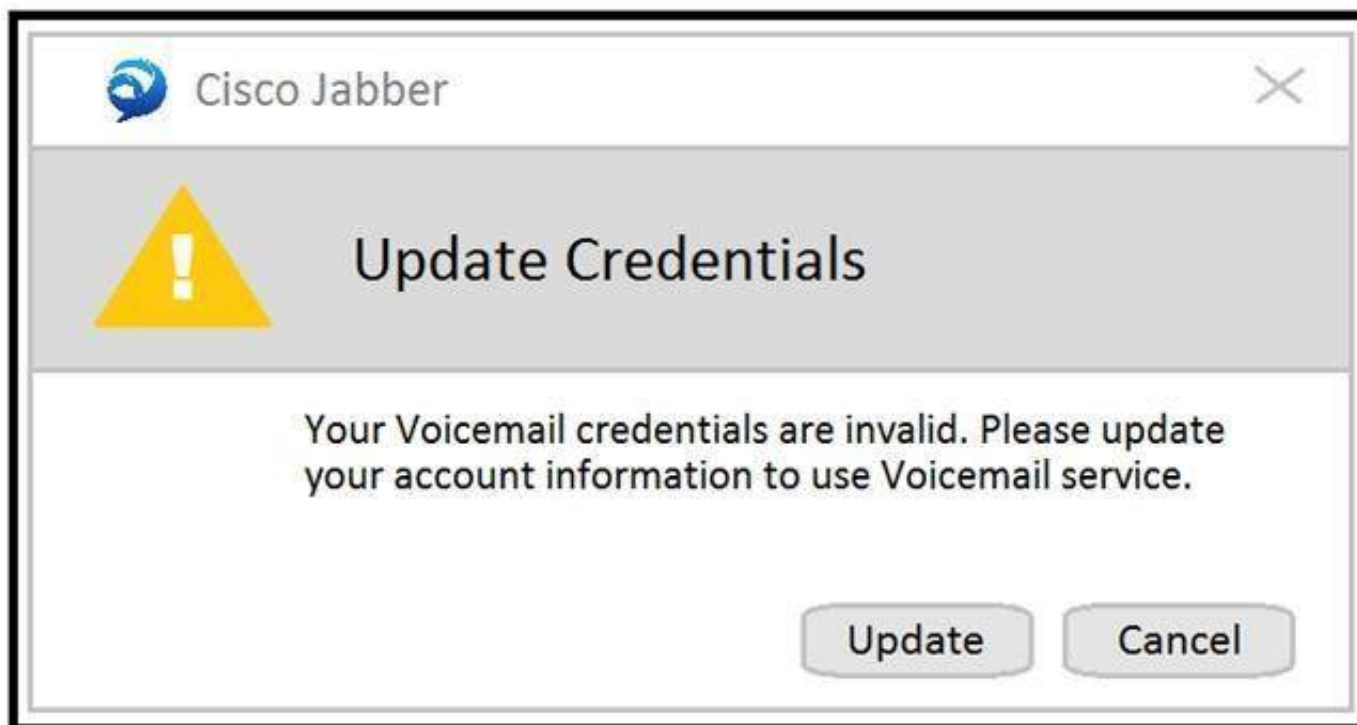 Cisco Jabber
Update Credentials
Your Voicemail credentials are invalid. Please update
your account information to use Voicemail service.
Update
Cancel